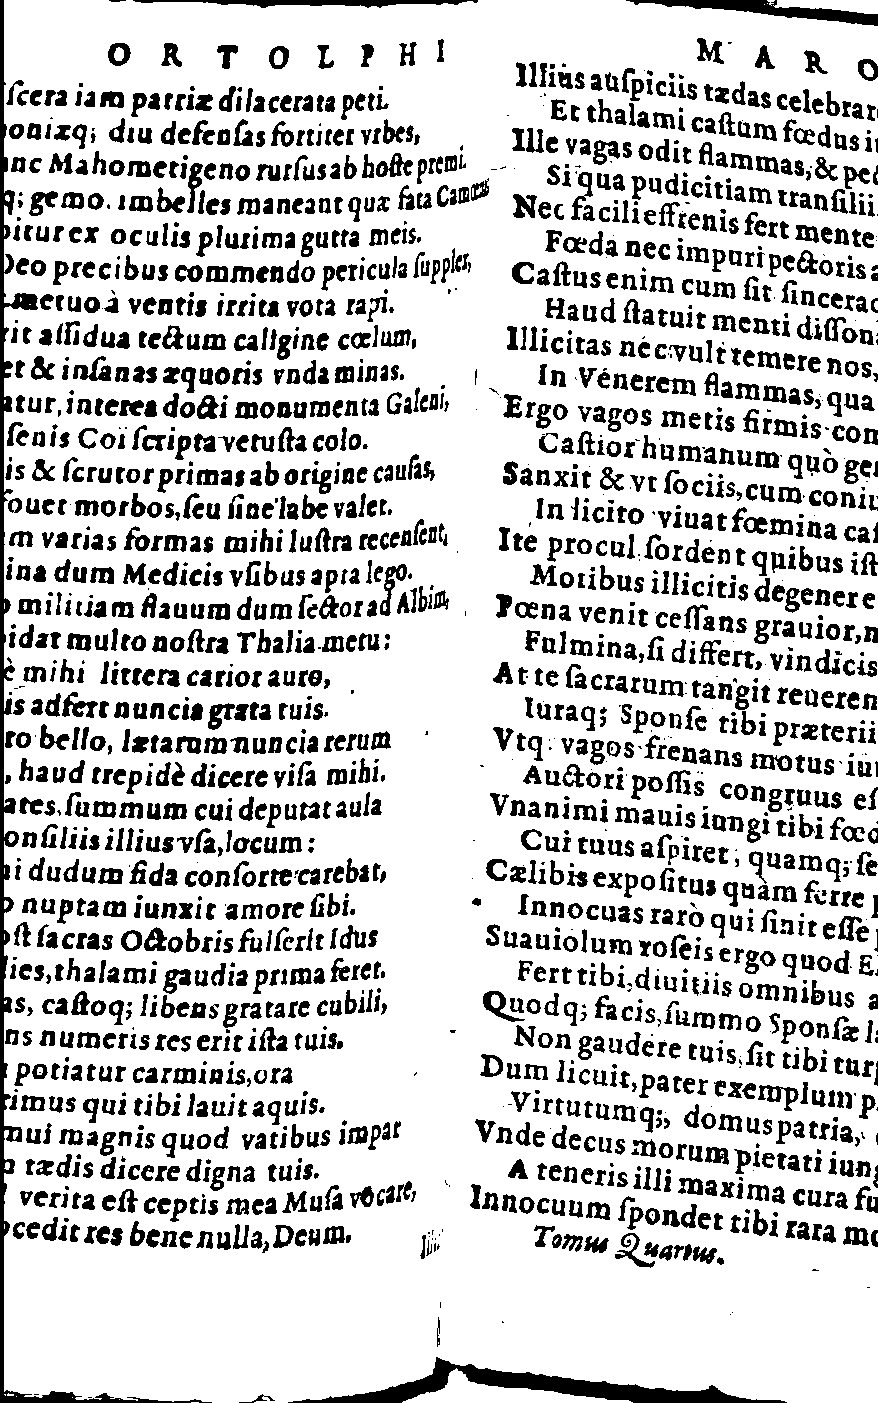 ORTOLPHI
ſcera iam patriæ dilacerata peti.
onixq; diu defenſas fortiter vrbes,
nc Mahometigeno rurſus ab hoſte premi.
q; gemo. imbelles maneant quæ fata Camœnas
itur ex oculis plurima gutta meis.
Deo precibus commendo pericula ſupplex,
metuo à ventis irrita vota rapi.
rit aſſidua tectum caligine cœlum,
et & inſanas æquoris vnda minas.
atur, interea docti monumenta Galeni,
ſenis Coi ſcripta vetuſta colo.
is & ſcrutor primas ab origine cauſas,
fouet morbos, ſeu ſine labe valet.
m varias formas mihi luſtra recenſent,
ina dum Medicis vſibus apta lego.
militiam flauum dum ſector ad Albim,
idat multo noſtra Thalia metu:
è mihi littera carior auro,
is adfert nuncia grata tuis.
ro bello, lætarum nuncia rerum
, haud trepidè dicere viſa mihi.
ates, ſummum cui deputat aula
onſiliis illius vſa, locum:
i dudum fida conſorte carebat,
nuptam iunxit amore ſibi.
oſt ſacras Octobris fulſerit Idus
lies, thalami gaudia prima feret.
as, caſtoq; libens gratare cubili,
ns numeris res erit iſta tuis.
potiatur carminis, ora
rimus qui tibi lauit aquis.
mui magnis quod vatibus impar
tædis dicere digna tuis.
verita eſt ceptis mea Muſa vocare,
cedit res bene nulla, Deum.
MARO
Illius auſpiciis tædas celebrar
Et thalami caſtum fœdus i
Ille vagas odit flammas, & pe
Si qua pudicitiam tranſilii
Nec facili effrenis fert mente
Fœda nec impuri pectoris a
Caſtus enim cum ſit ſincerac
Haud ſtatuit menti diſſon
Illicitas nec vult temere nos,
In Venerem flammas, qua
Ergo vagos metis firmis com
Caſtior humanum quò ge
Sanxit & vt ſociis, cum coniu
In licito viuat fœmina caſ
Ite procul ſordent quibus iſt
Motibus illicitis degenere
Pœna venit ceſſans grauior, n
Fulmina, ſi differt, vindicis
At te ſacrarum tangit reueren
Iuraq; Sponſe tibi præterii
Vtq. vagos frenans motus iun
Auctori poſſis congruus eſ
Vnanimi mauis iungi tibi fœd
Cui tuus aſpiret, quamq; ſe
Cælibis expoſitus quàm ferre
Innocuas rarò qui ſinit eſſe
Suauiolum roſeis ergo quod El
Fert tibi, diuitiis omnibus a
Quodq; facis, ſummo Sponſæ l
Non gaudere tuis, ſit tibi turp
Dum licuit, pater exemplum p
Virtutumq;, domus patria,
Vnde decus morum pietati iung
A teneris illi maxima cura fu
Innocuum ſpondet tibi rara mo
Tomus Quartus.